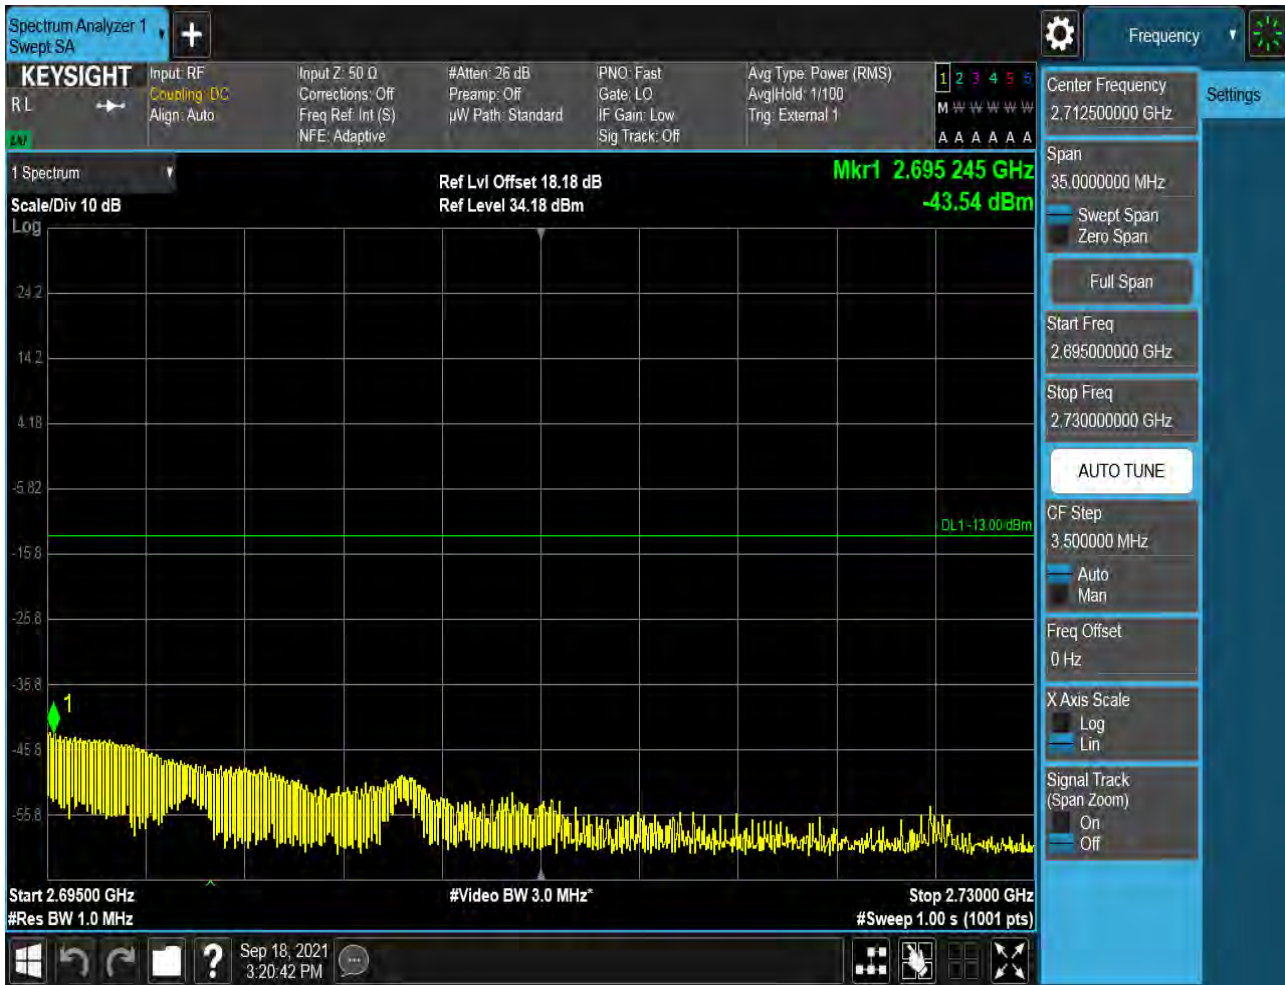 Spectrum Analyzer 1
Swept SA
Frequency
KEYSIGHT
R L
Input: RF
Coupling: DC
Align: Auto
Input Z: 50 Ω
Corrections: Off
Freq Ref: Int (S)
NFE: Adaptive
#Atten: 26 dB
Preamp: Off
µW Path: Standard
PNO: Fast
Gate: LO
IF Gain: Low
Sig Track: Off
Avg Type: Power (RMS)
Avg|Hold: 1/100
Trig: External 1
1 2 3 4 5 6
M W W W W W
A A A A A A
1 Spectrum
Scale/Div 10 dB
Ref Lvl Offset 18.18 dB
Ref Level 34.18 dBm
Mkr1 2.695 245 GHz
-43.54 dBm
Log
24.2
14.2
4.18
-5.82
-15.8
-25.8
-35.8
-45.8
-55.8
DL1 -13.00 dBm
1
Start 2.69500 GHz
#Res BW 1.0 MHz
#Video BW 3.0 MHz*
Stop 2.73000 GHz
#Sweep 1.00 s (1001 pts)
Center Frequency
2.712500000 GHz
Settings
Span
35.0000000 MHz
Swept Span
Zero Span
Full Span
Start Freq
2.695000000 GHz
Stop Freq
2.730000000 GHz
AUTO TUNE
CF Step
3.500000 MHz
Auto
Man
Freq Offset
0 Hz
X Axis Scale
Log
Lin
Signal Track
(Span Zoom)
On
Off
?
Sep 18, 2021
3:20:42 PM